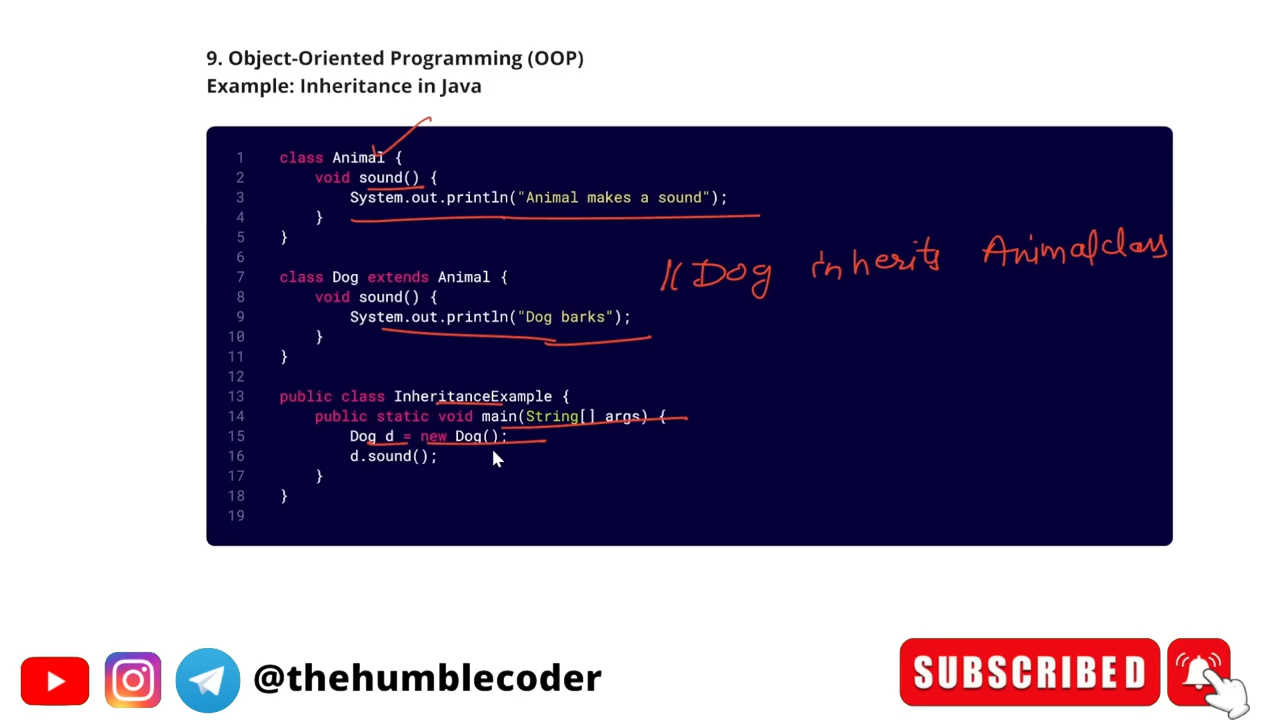 9. Object-Oriented Programming (OOP)
Example: Inheritance in Java
1 class Animal {
2 void sound() {
3 System.out.println("Animal makes a sound");
4 }
5 }
6
7 class Dog extends Animal {
8 void sound() {
9 System.out.println("Dog barks");
10 }
11 }
12
13 public class InheritanceExample {
14 public static void main(String[] args) {
15 Dog d = new Dog();
16 d.sound();
17 }
18 }
19
// Dog inherits Animalclass
@thehumblecoder
SUBSCRIBED